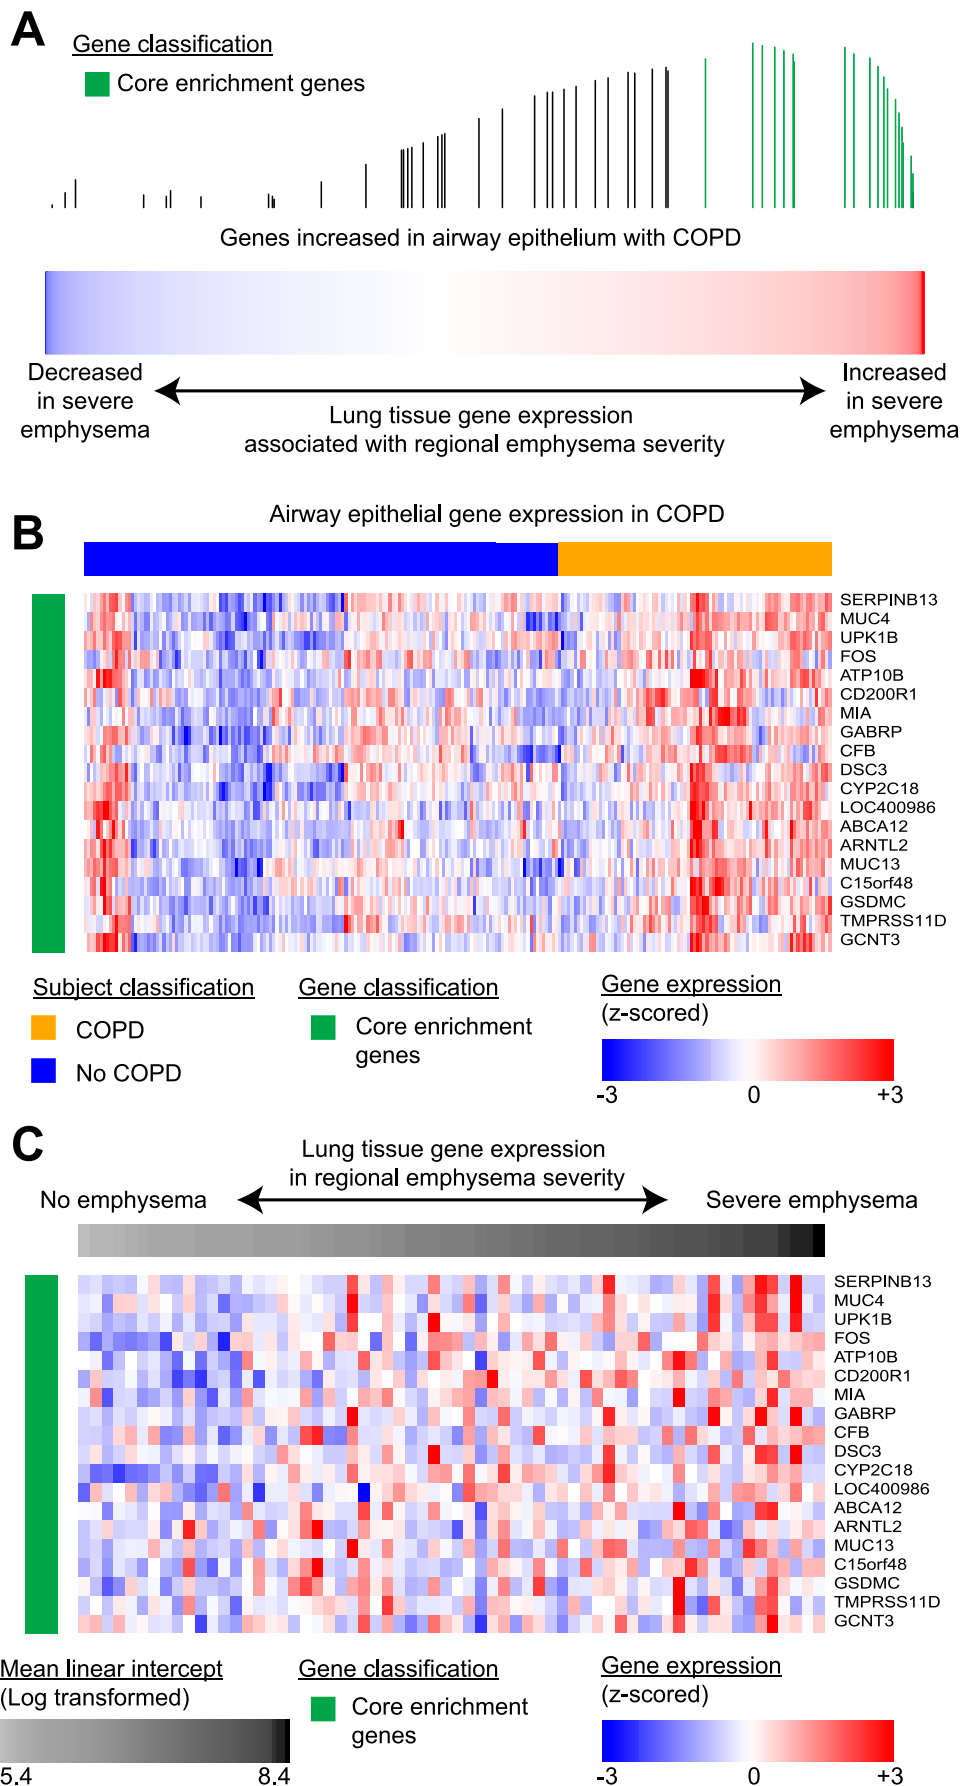 A
Gene classification
Core enrichment genes
Genes increased in airway epithelium with COPD
Decreased
in severe
emphysema
Lung tissue gene expression
associated with regional emphysema severity
Increased
in severe
emphysema
B
Airway epithelial gene expression in COPD
SERPINB13
MUC4
UPK1B
FOS
ATP10B
CD200R1
MIA
GABRP
CFB
DSC3
CYP2C18
LOC400986
ABCA12
ARNTL2
MUC13
C15orf48
GSDMC
TMPRSS11D
GCNT3
Subject classification
COPD
No COPD
Gene classification
Core enrichment
genes
Gene expression
(z-scored)
-3 0 +3
C
Lung tissue gene expression
in regional emphysema severity
No emphysema
Severe emphysema
SERPINB13
MUC4
UPK1B
FOS
ATP10B
CD200R1
MIA
GABRP
CFB
DSC3
CYP2C18
LOC400986
ABCA12
ARNTL2
MUC13
C15orf48
GSDMC
TMPRSS11D
GCNT3
Mean linear intercept
(Log transformed)
5.4 8.4
Gene classification
Core enrichment
genes
Gene expression
(z-scored)
-3 0 +3